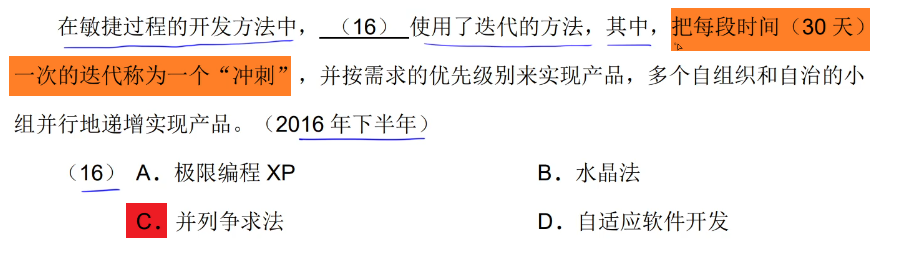 在敏捷过程的开发方法中，（16）使用了迭代的方法，其中，把每段时间（30 天）
一次的迭代称为一个“冲刺”，并按需求的优先级别来实现产品，多个自组织和自治的小
组并行地递增实现产品。（2016 年下半年）
（16） A．极限编程 XP B．水晶法
C．并列争求法 D．自适应软件开发